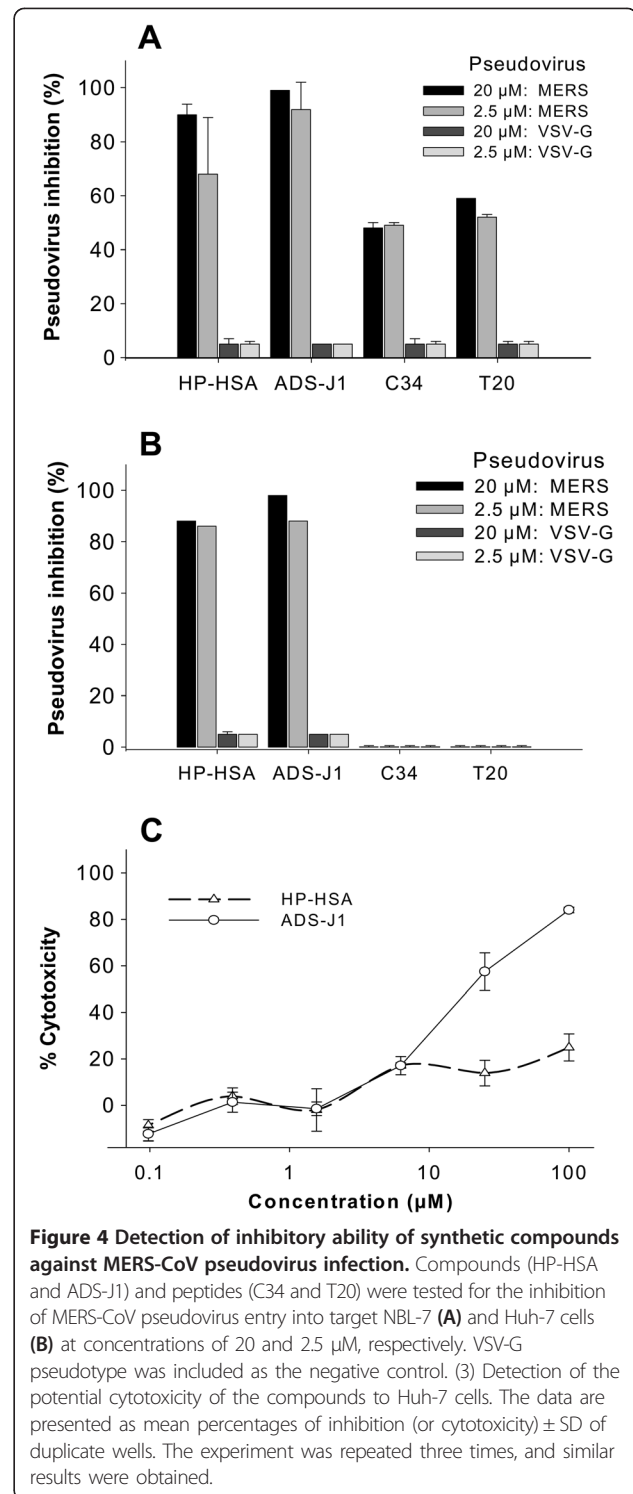 A
Pseudovirus
20 µM: MERS
2.5 µM: MERS
20 µM: VSV-G
2.5 µM: VSV-G
Pseudovirus inhibition (%)
100
80
60
40
20
0
HP-HSA ADS-J1 C34 T20
B
Pseudovirus
20 µM: MERS
2.5 µM: MERS
20 µM: VSV-G
2.5 µM: VSV-G
Pseudovirus inhibition (%)
100
80
60
40
20
0
HP-HSA ADS-J1 C34 T20
C
HP-HSA
ADS-J1
% Cytotoxicity
100
80
60
40
20
0
0.1 1 10 100
Concentration (µM)
Figure 4 Detection of inhibitory ability of synthetic compounds
against MERS-CoV pseudovirus infection. Compounds (HP-HSA
and ADS-J1) and peptides (C34 and T20) were tested for the inhibition
of MERS-CoV pseudovirus entry into target NBL-7 (A) and Huh-7 cells
(B) at concentrations of 20 and 2.5 µM, respectively. VSV-G
pseudotype was included as the negative control. (3) Detection of the
potential cytotoxicity of the compounds to Huh-7 cells. The data are
presented as mean percentages of inhibition (or cytotoxicity) ± SD of
duplicate wells. The experiment was repeated three times, and similar
results were obtained.